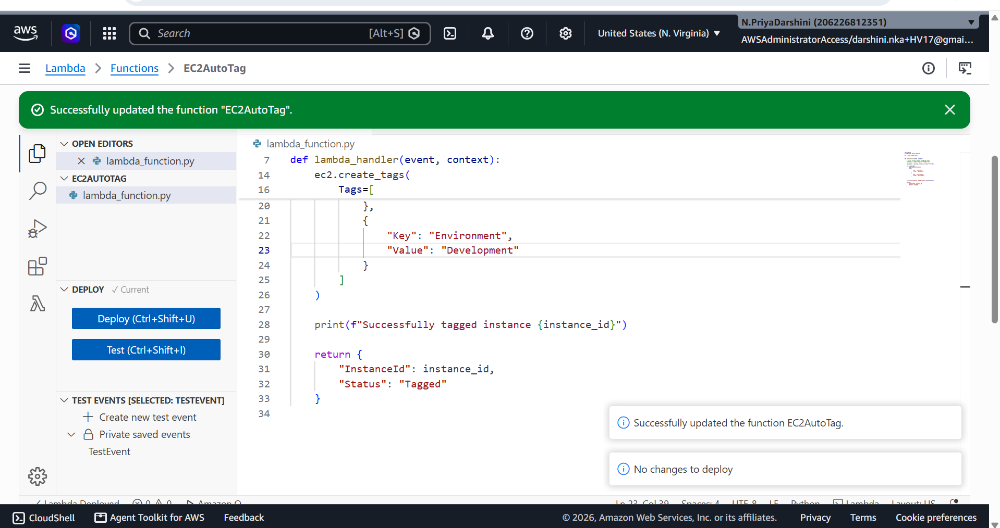 aws
Search
[Alt+S]
United States (N. Virginia)
N.PriyaDarshini (206226812351)
AWSAdministratorAccess/darshini.nka+HV17@gmai...
Lambda
Functions
EC2AutoTag
Successfully updated the function "EC2AutoTag".
OPEN EDITORS
lambda_function.py
EC2AUTOTAG
lambda_function.py
DEPLOY
Current
Deploy (Ctrl+Shift+U)
Test (Ctrl+Shift+I)
TEST EVENTS [SELECTED: TESTEVENT]
Create new test event
Private saved events
TestEvent
lambda_function.py
7 def lambda_handler(event, context):
14 ec2.create_tags(
16 Tags=[
20 },
21 {
22 "Key": "Environment",
23 "Value": "Development"
24 }
25 ]
26 )
27
28 print(f"Successfully tagged instance {instance_id}")
29
30 return {
31 "InstanceId": instance_id,
32 "Status": "Tagged"
33 }
34
Successfully updated the function EC2AutoTag.
No changes to deploy
Lambda Deployed 0 0 Amazon Q
Ln 23, Col 39 Spaces: 4 UTF-8 LF Python Lambda Layout: US
CloudShell
Agent Toolkit for AWS
Feedback
© 2026, Amazon Web Services, Inc. or its affiliates.
Privacy
Terms
Cookie preferences